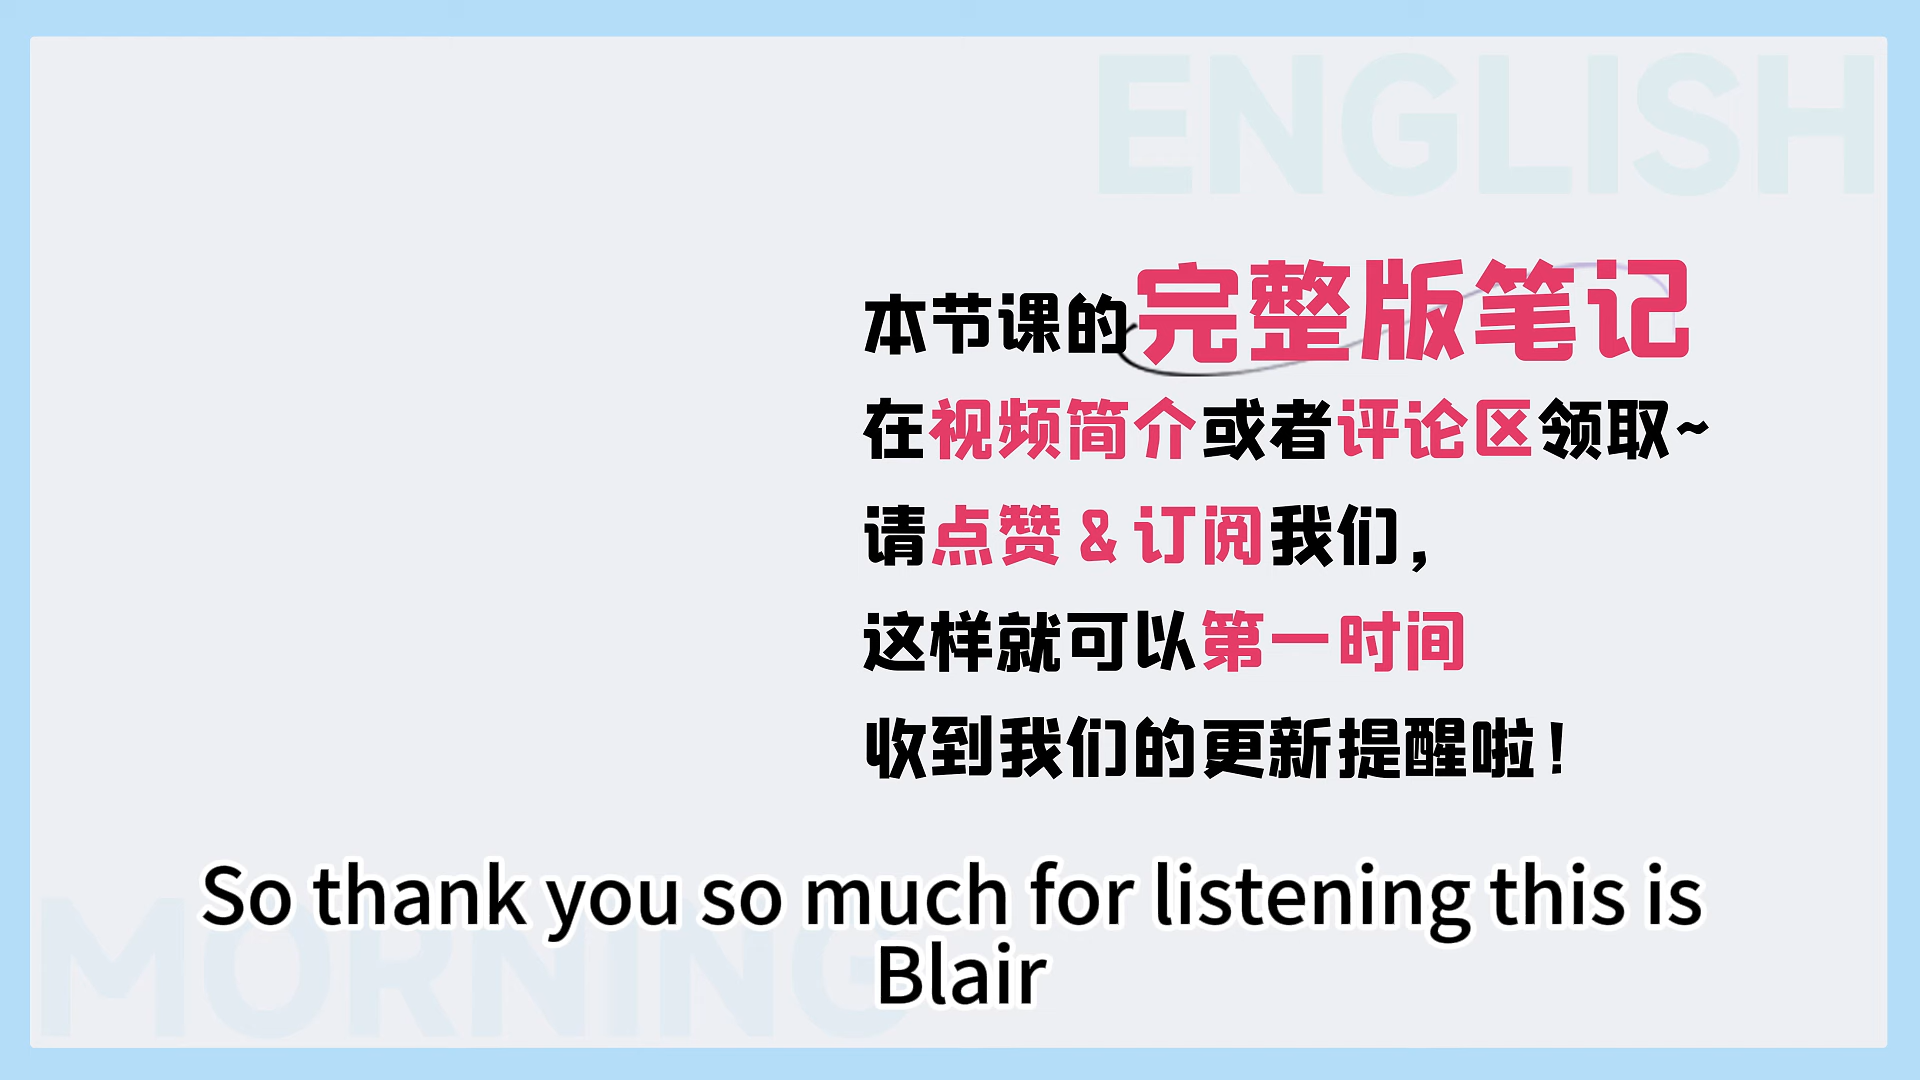 ENGLISH
本节课的完整版笔记
在视频简介或者评论区领取~
请点赞&订阅我们，
这样就可以第一时间
收到我们的更新提醒啦！
So thank you so much for listening this is
Blair
MORNING